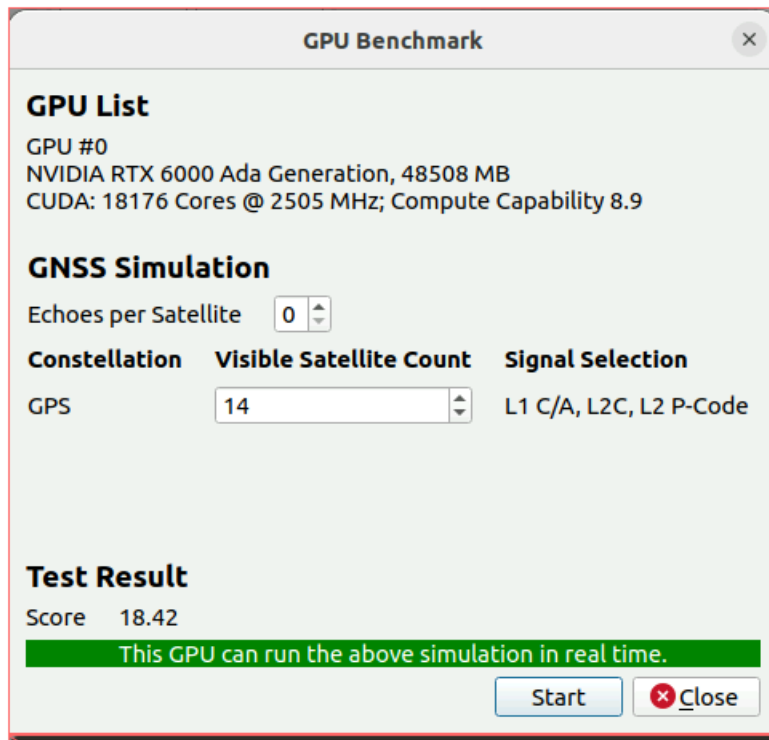 GPU Benchmark
GPU List
GPU #0
NVIDIA RTX 6000 Ada Generation, 48508 MB
CUDA: 18176 Cores @ 2505 MHz; Compute Capability 8.9
GNSS Simulation
Echoes per Satellite 0
Constellation Visible Satellite Count Signal Selection
GPS 14 L1 C/A, L2C, L2 P-Code
Test Result
Score 18.42
This GPU can run the above simulation in real time.
Start Close